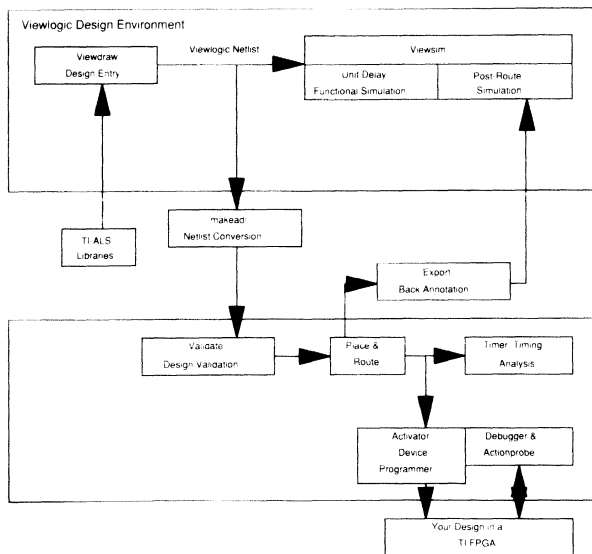 Viewlogic Design Environment
Viewdraw
Design Entry
Viewlogic Netlist
Viewsim
Unit Delay
Functional Simulation
Post-Route
Simulation
TI-ALS
Libraries
makeadl
Netlist Conversion
Export
Back Annotation
Validate
Design Validation
Place &
Route
Timer, Timing
Analysis
Activator
Device
Programmer
Debugger &
Actionprobe
Your Design in a
TI FPGA